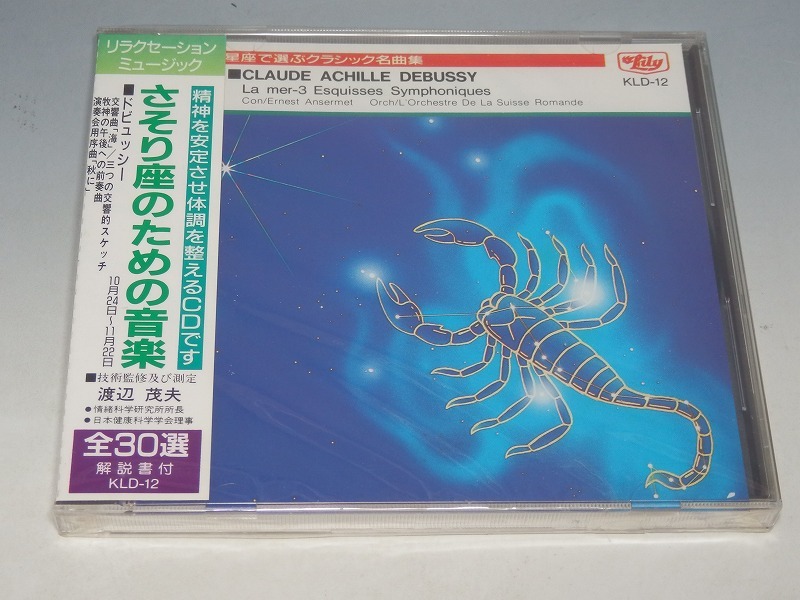 リラクセーション
ミュージック
精神を安定させ体調を整えるCDです
さそり座のための音楽
10月24日～11月22日
■ドビュッシー
交響曲「海」／三つの交響的スケッチ
牧神の午後への前奏曲
演奏会用序曲「秋に」
■技術監修及び測定
渡辺 茂夫
●情緒科学研究所所長
●日本健康科学学会理事
全30選
解説書付
KLD-12
星座で選ぶクラシック名曲集
■CLAUDE ACHILLE DEBUSSY
La mer-3 Esquisses Symphoniques
Con/Ernest Ansermet Orch/L'Orchestre De La Suisse Romande
Lily
KLD-12